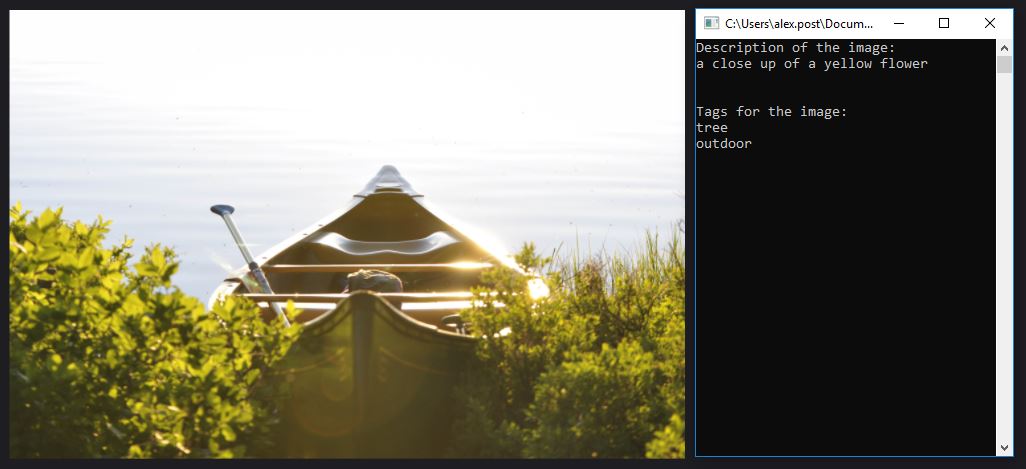 C:\Users\alex.post\Docum...
Description of the image:
a close up of a yellow flower
Tags for the image:
tree
outdoor